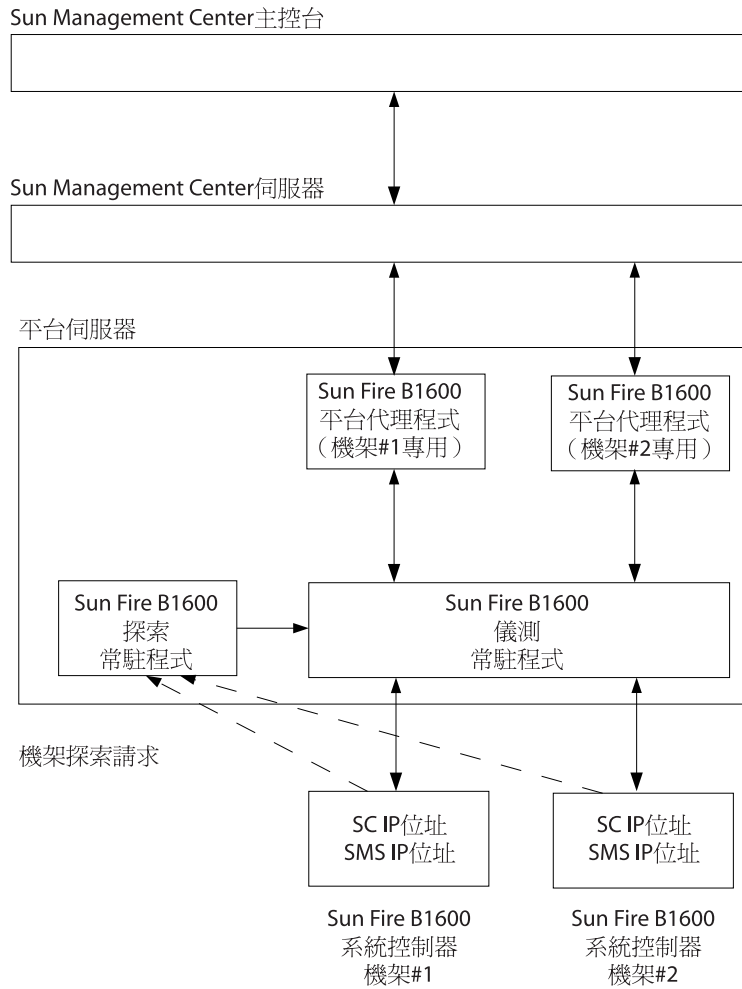 Sun Management Center主控台
Sun Management Center伺服器
平台伺服器
Sun Fire B1600
平台代理程式
（機架#1專用）
Sun Fire B1600
平台代理程式
（機架#2專用）
Sun Fire B1600
探索
常駐程式
Sun Fire B1600
儀測
常駐程式
機架探索請求
SC IP位址
SMS IP位址
SC IP位址
SMS IP位址
Sun Fire B1600
系統控制器
機架#1
Sun Fire B1600
系統控制器
機架#2